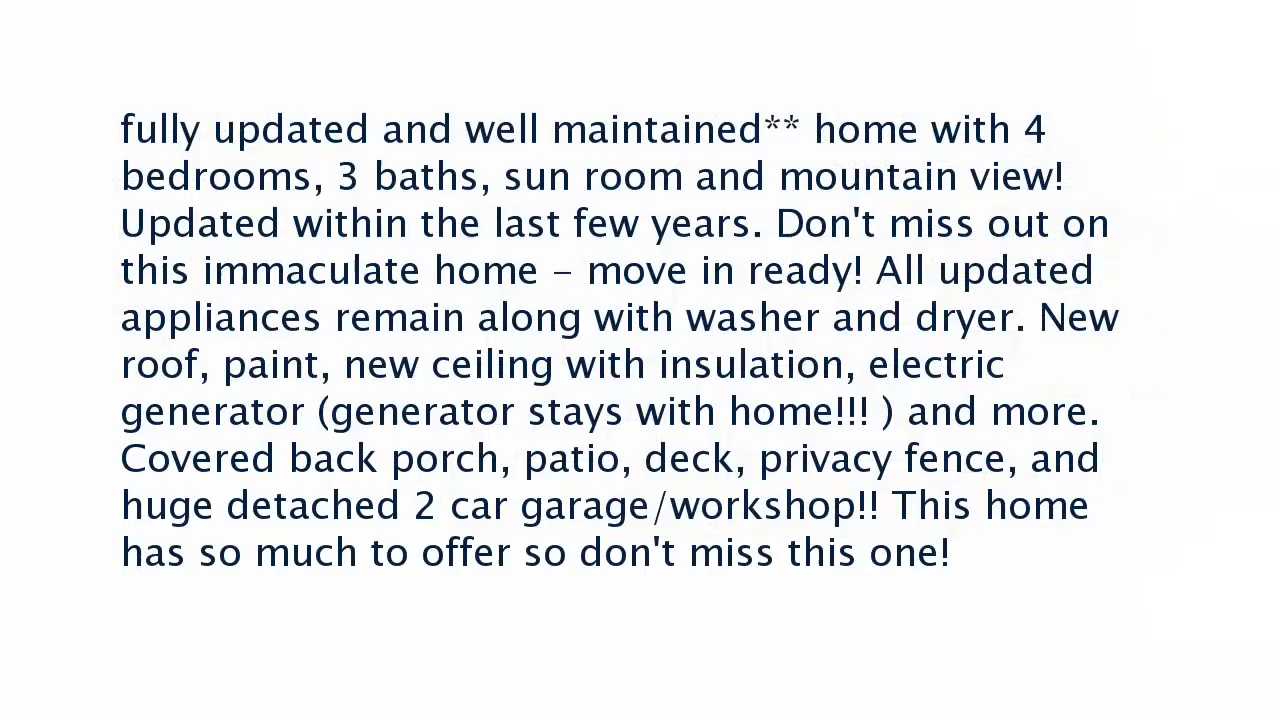 fully updated and well maintained** home with 4
bedrooms, 3 baths, sun room and mountain view!
Updated within the last few years. Don't miss out on
this immaculate home – move in ready! All updated
appliances remain along with washer and dryer. New
roof, paint, new ceiling with insulation, electric
generator (generator stays with home!!! ) and more.
Covered back porch, patio, deck, privacy fence, and
huge detached 2 car garage/workshop!! This home
has so much to offer so don't miss this one!